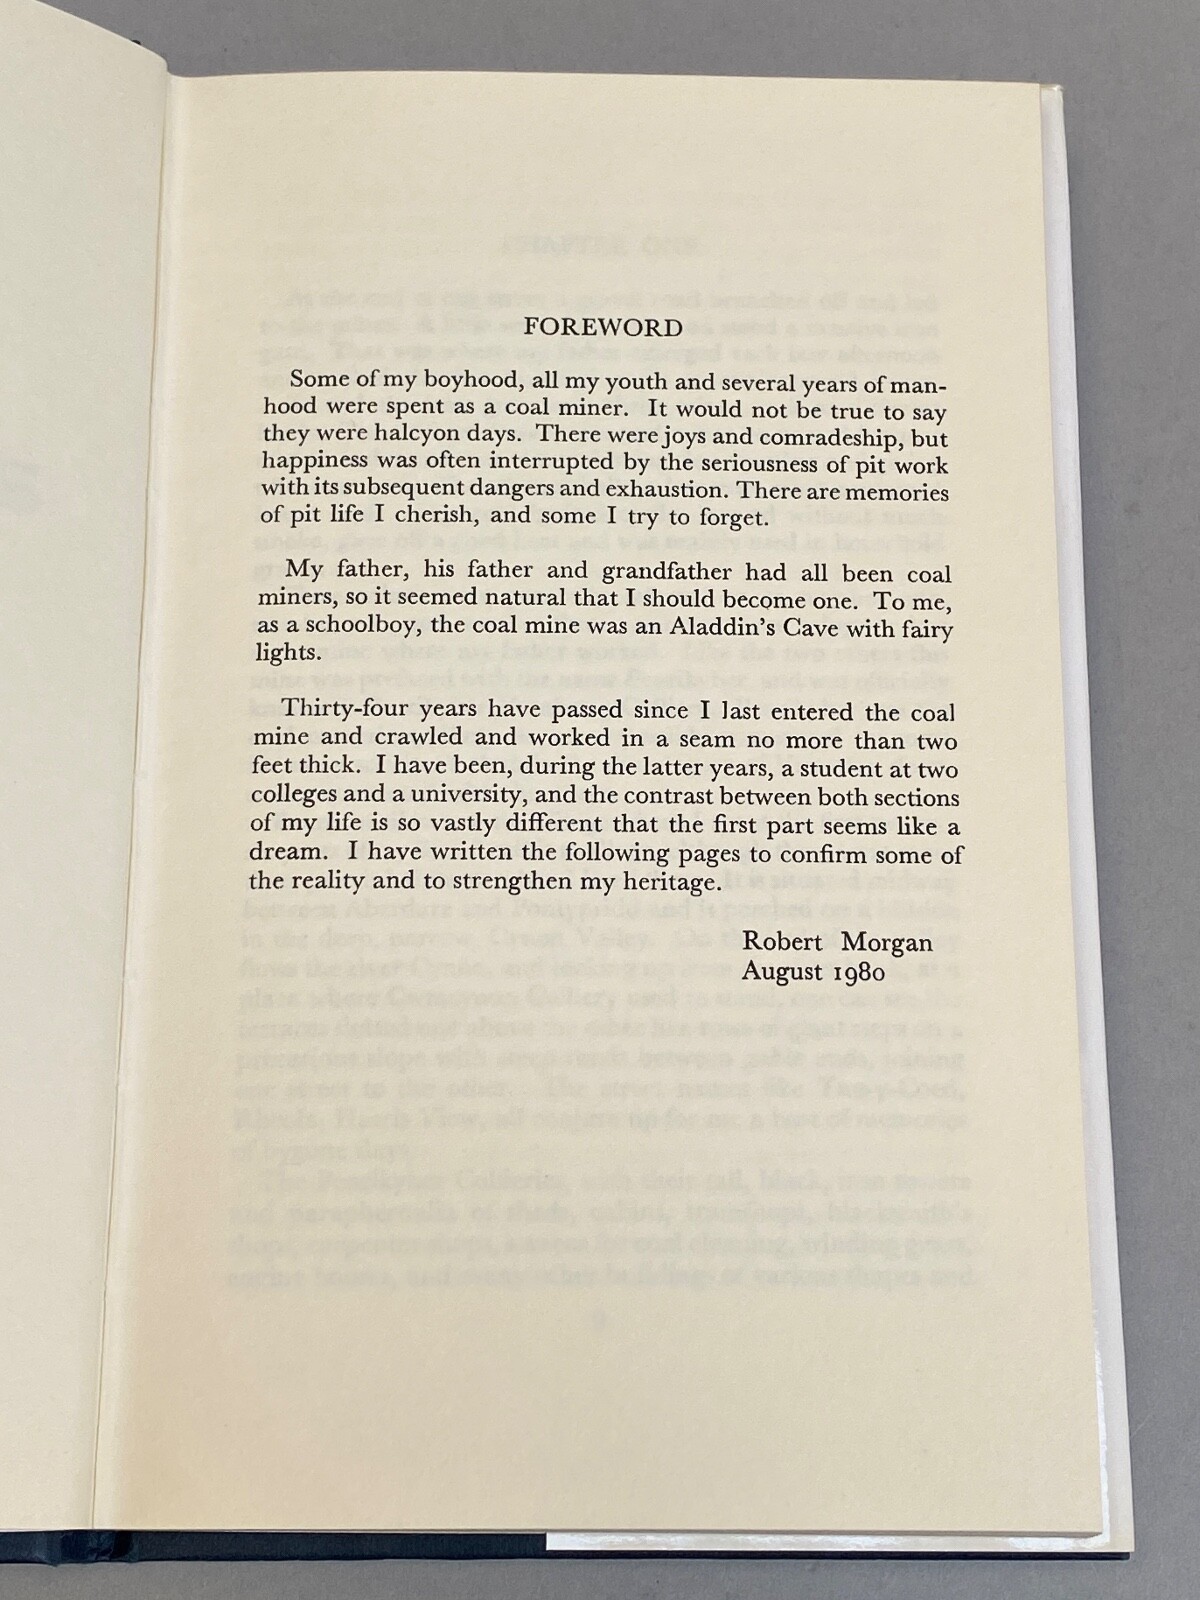 FOREWORD
Some of my boyhood, all my youth and several years of man-
hood were spent as a coal miner. It would not be true to say
they were halcyon days. There were joys and comradeship, but
happiness was often interrupted by the seriousness of pit work
with its subsequent dangers and exhaustion. There are memories
of pit life I cherish, and some I try to forget.
My father, his father and grandfather had all been coal
miners, so it seemed natural that I should become one. To me,
as a schoolboy, the coal mine was an Aladdin's Cave with fairy
lights.
Thirty-four years have passed since I last entered the coal
mine and crawled and worked in a seam no more than two
feet thick. I have been, during the latter years, a student at two
colleges and a university, and the contrast between both sections
of my life is so vastly different that the first part seems like a
dream. I have written the following pages to confirm some of
the reality and to strengthen my heritage.
Robert Morgan
August 1980